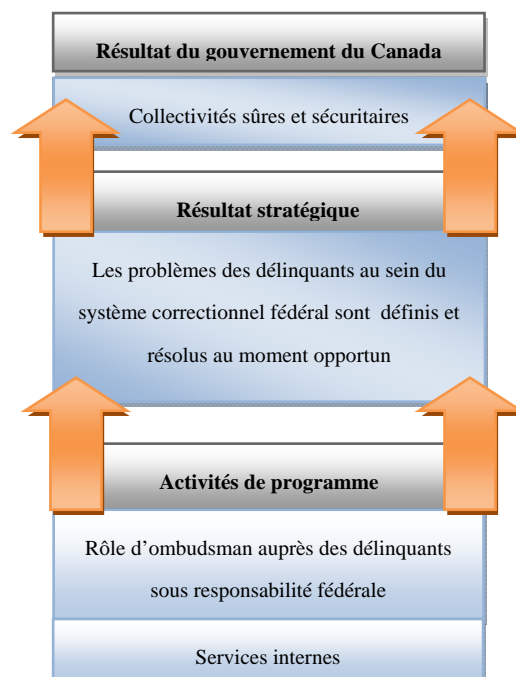 Résultat du gouvernement du Canada
Collectivités sûres et sécuritaires
Résultat stratégique
Les problèmes des délinquants au sein du
système correctionnel fédéral sont définis et
résolus au moment opportun
Activités de programme
Rôle d’ombudsman auprès des délinquants
sous responsabilité fédérale
Services internes